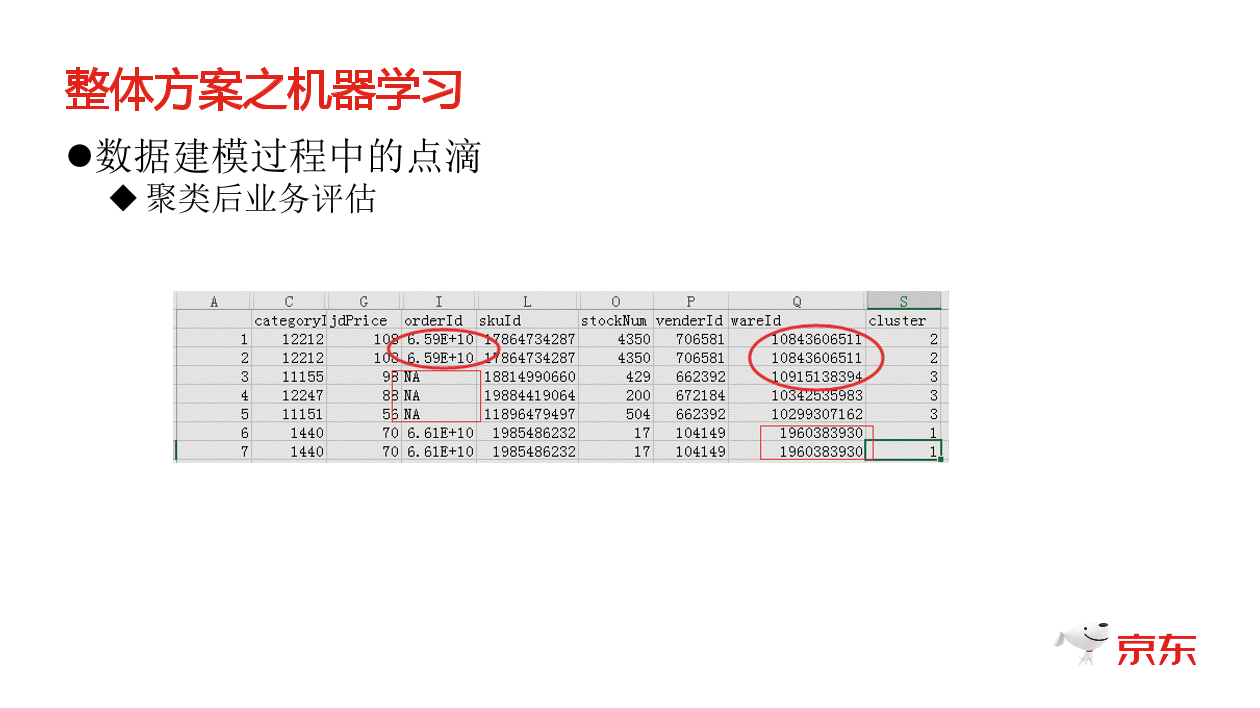 整体方案之机器学习
●数据建模过程中的点滴
◆ 聚类后业务评估
A C G I L O P Q S
categoryI jdPrice orderId skuId stockNum venderId wareId cluster
1 12212 108 6.59E+10 17864734287 4350 706581 10843606511 2
2 12212 108 6.59E+10 17864734287 4350 706581 10843606511 2
3 11155 98 NA 18814990660 429 662392 10915138394 3
4 12247 88 NA 19884419064 200 672184 10342535983 3
5 11151 56 NA 11896479497 504 662392 10299307162 3
6 1440 70 6.61E+10 1985486232 17 104149 1960383930 1
7 1440 70 6.61E+10 1985486232 17 104149 1960383930 1
京东